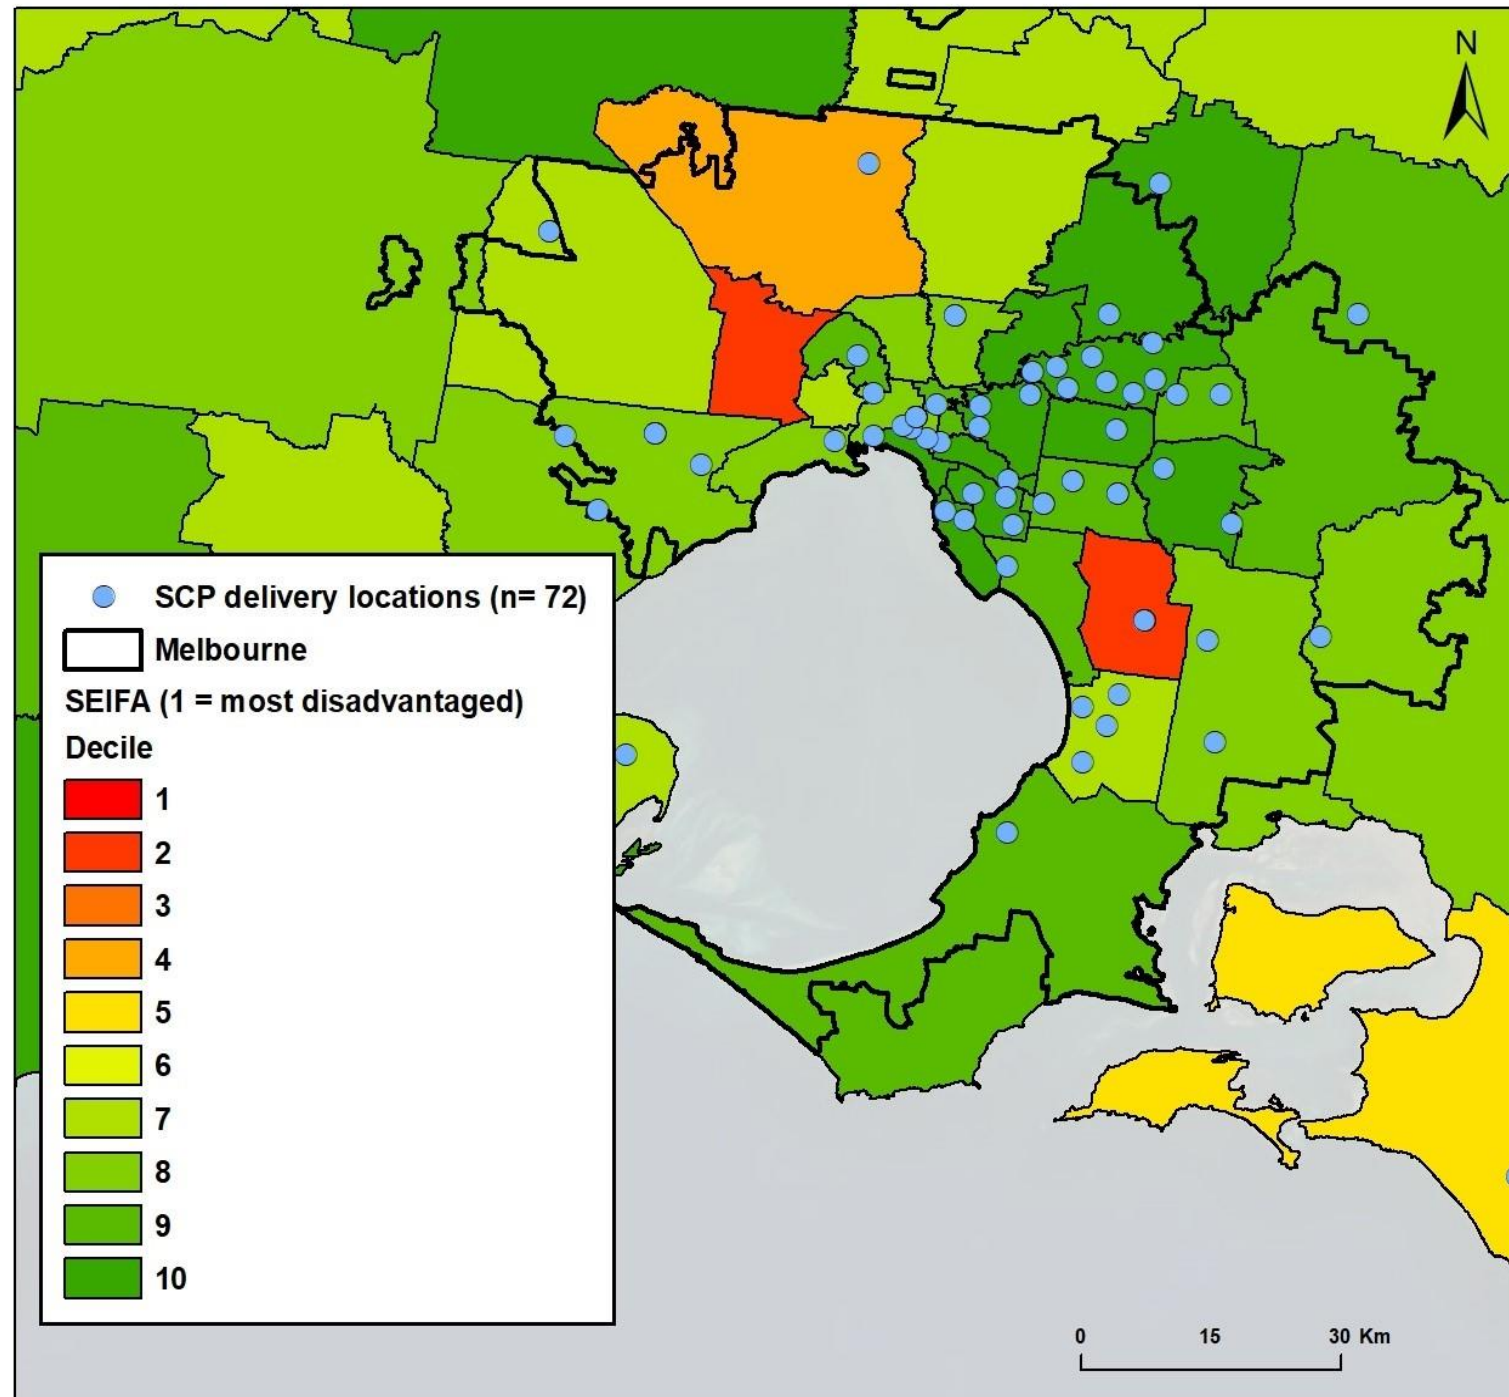 N
SCP delivery locations (n= 72)
Melbourne
SEIFA (1 = most disadvantaged)
Decile
1
2
3
4
5
6
7
8
9
10
0 15 30 Km